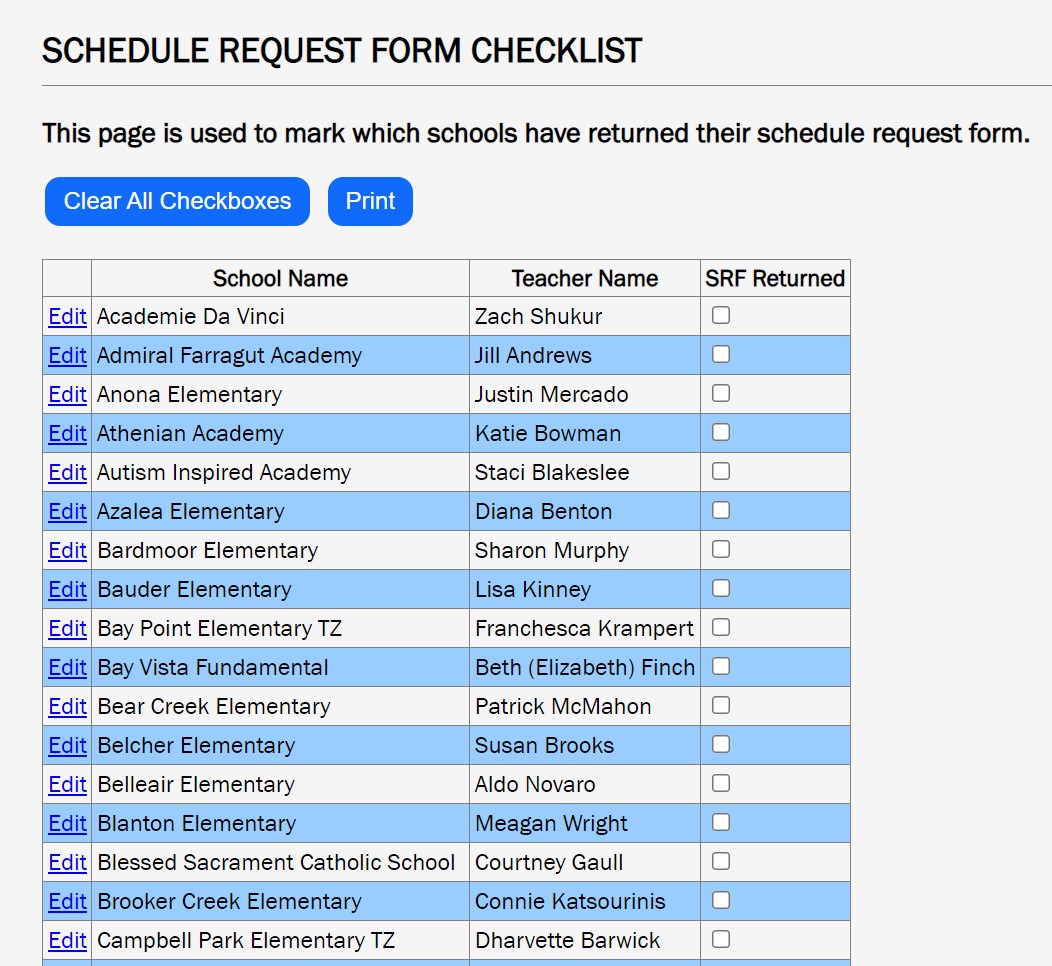 SCHEDULE REQUEST FORM CHECKLIST
This page is used to mark which schools have returned their schedule request form.
Clear All Checkboxes Print
School Name Teacher Name SRF Returned
Edit Academie Da Vinci Zach Shukur
Edit Admiral Farragut Academy Jill Andrews
Edit Anona Elementary Justin Mercado
Edit Athenian Academy Katie Bowman
Edit Autism Inspired Academy Staci Blakeslee
Edit Azalea Elementary Diana Benton
Edit Bardmoor Elementary Sharon Murphy
Edit Bauder Elementary Lisa Kinney
Edit Bay Point Elementary TZ Franchesca Krampert
Edit Bay Vista Fundamental Beth (Elizabeth) Finch
Edit Bear Creek Elementary Patrick McMahon
Edit Belcher Elementary Susan Brooks
Edit Belleair Elementary Aldo Novaro
Edit Blanton Elementary Meagan Wright
Edit Blessed Sacrament Catholic School Courtney Gaull
Edit Brooker Creek Elementary Connie Katsourinis
Edit Campbell Park Elementary TZ Dharvette Barwick